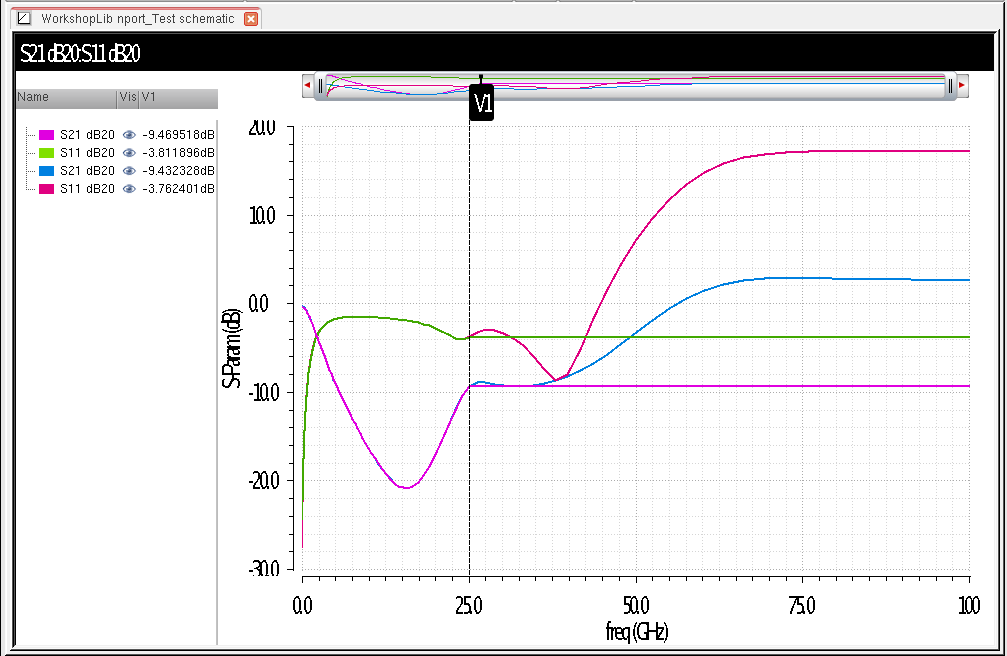 WorkshopLib nport_Test schematic
S21 dB20:S11 dB20
Name Vis V1
S21 dB20 -9.469518dB
S11 dB20 -3.811896dB
S21 dB20 -9.432328dB
S11 dB20 -3.762401dB
V1
20.0
10.0
0.0
-10.0
-20.0
-30.0
S-Param (dB)
0.0 25.0 50.0 75.0 100
freq (GHz)